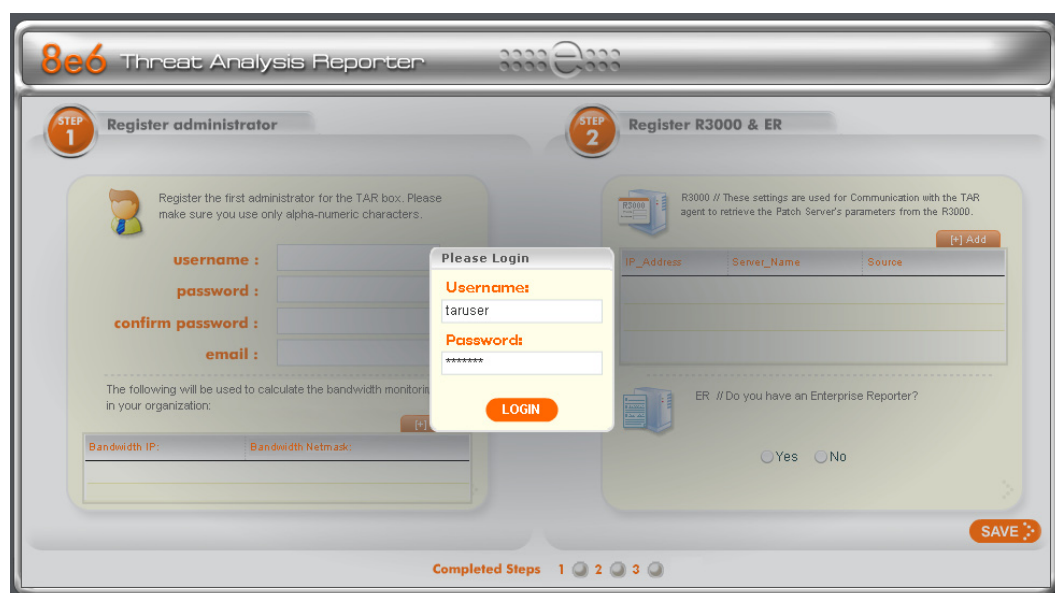 8e6 Threat Analysis Reporter
STEP 1
Register administrator
Register the first administrator for the TAR box. Please
make sure you use only alpha-numeric characters.
username :
password :
confirm password :
email :
The following will be used to calculate the bandwidth
in your organization:
[+]
Bandwidth IP: Bandwidth Netmask:
Please Login
Username:
taruser
Password:
*******
LOGIN
STEP 2
Register R3000 & ER
R3000
R3000 // These settings are used for Communication with the TAR
agent to retrieve the Patch Server's parameters from the R3000.
[+] Add
IP_Address Server_Name Source
ER // Do you have an Enterprise Reporter?
Yes No
SAVE
Completed Steps 1 2 3